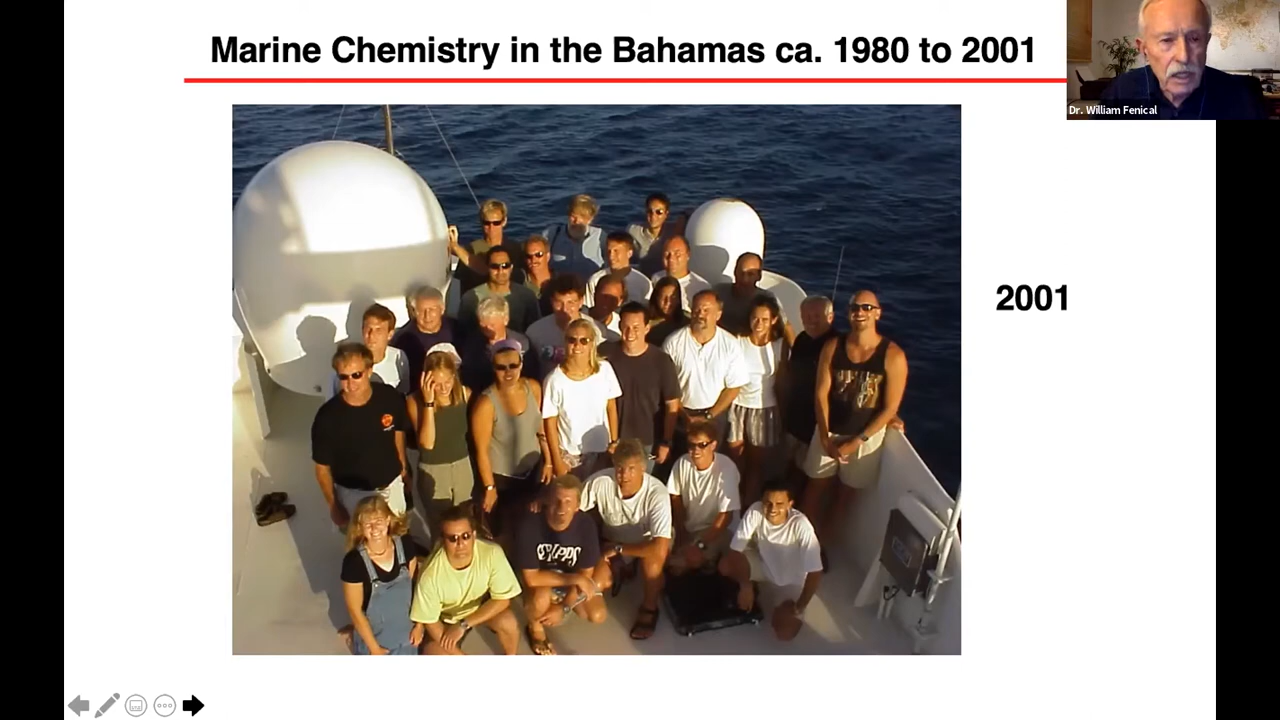 Marine Chemistry in the Bahamas ca. 1980 to 2001
Dr. William Fenical
2001